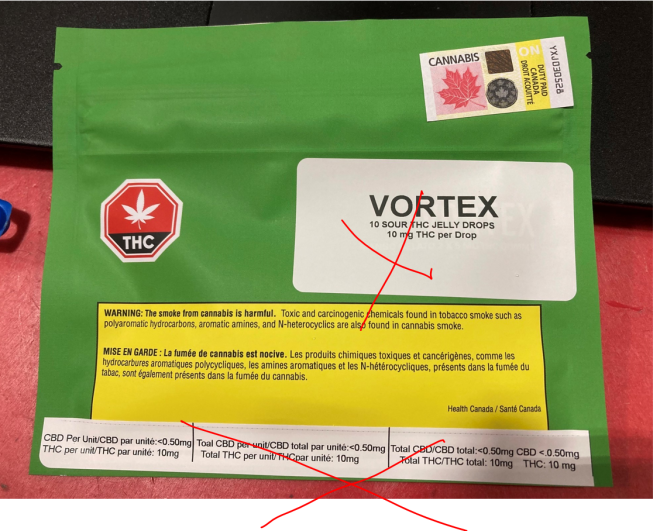 CANNABIS
ON
DUTY PAID
CANADA
DROIT ACQUITTÉ
YXJ030528
THC
VORTEX
10 SOUR THC JELLY DROPS
10 mg THC per Drop
WARNING: The smoke from cannabis is harmful. Toxic and carcinogenic chemicals found in tobacco smoke such as
polyaromatic hydrocarbons, aromatic amines, and N-heterocyclics are also found in cannabis smoke.
MISE EN GARDE : La fumée de cannabis est nocive. Les produits chimiques toxiques et cancérigènes, comme les
hydrocarbures aromatiques polycycliques, les amines aromatiques et les N-hétérocycliques, présents dans la fumée du
tabac, sont également présents dans la fumée du cannabis.
Health Canada / Santé Canada
CBD Per Unit/CBD par unité:<0.50mg
THC per unit/THC par unité: 10mg
Toal CBD per unit/CBD total par unité:<0.50mg
Total THC per unit/THCpar unité: 10mg
Total CBD/CBD total:<0.50mg CBD <.0.50mg
Total THC/THC total: 10mg THC: 10 mg